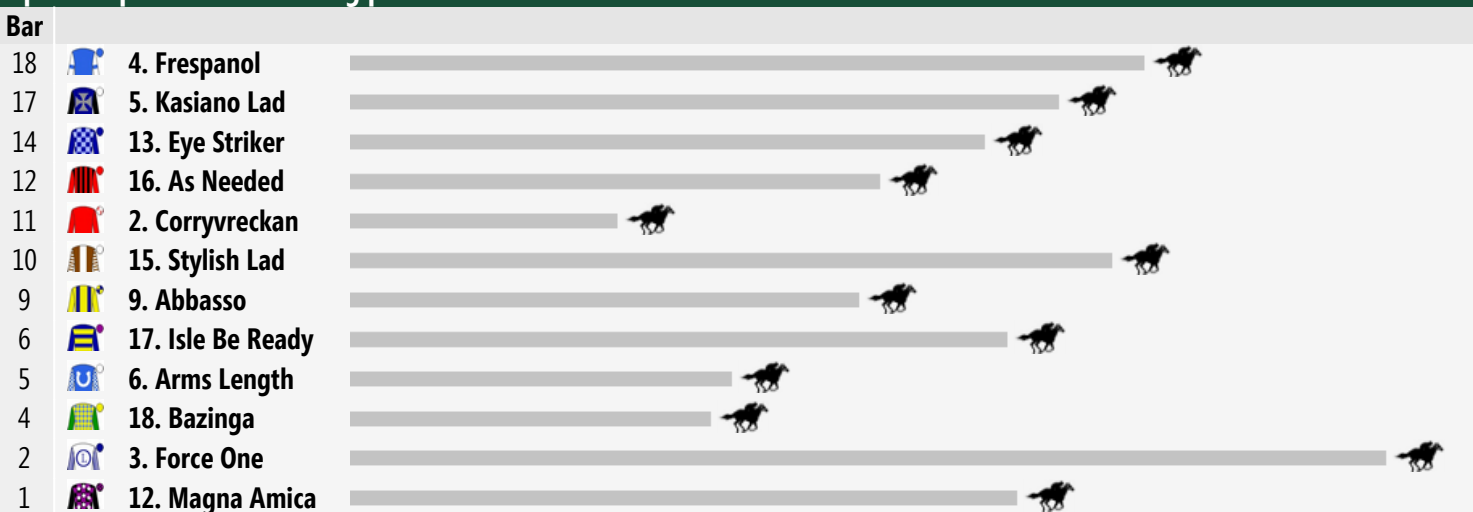 Bar
18 4. Frespanol
17 5. Kasiano Lad
14 13. Eye Striker
12 16. As Needed
11 2. Corryvreckan
10 15. Stylish Lad
9 9. Abbasso
6 17. Isle Be Ready
5 6. Arms Length
4 18. Bazinga
2 3. Force One
1 12. Magna Amica